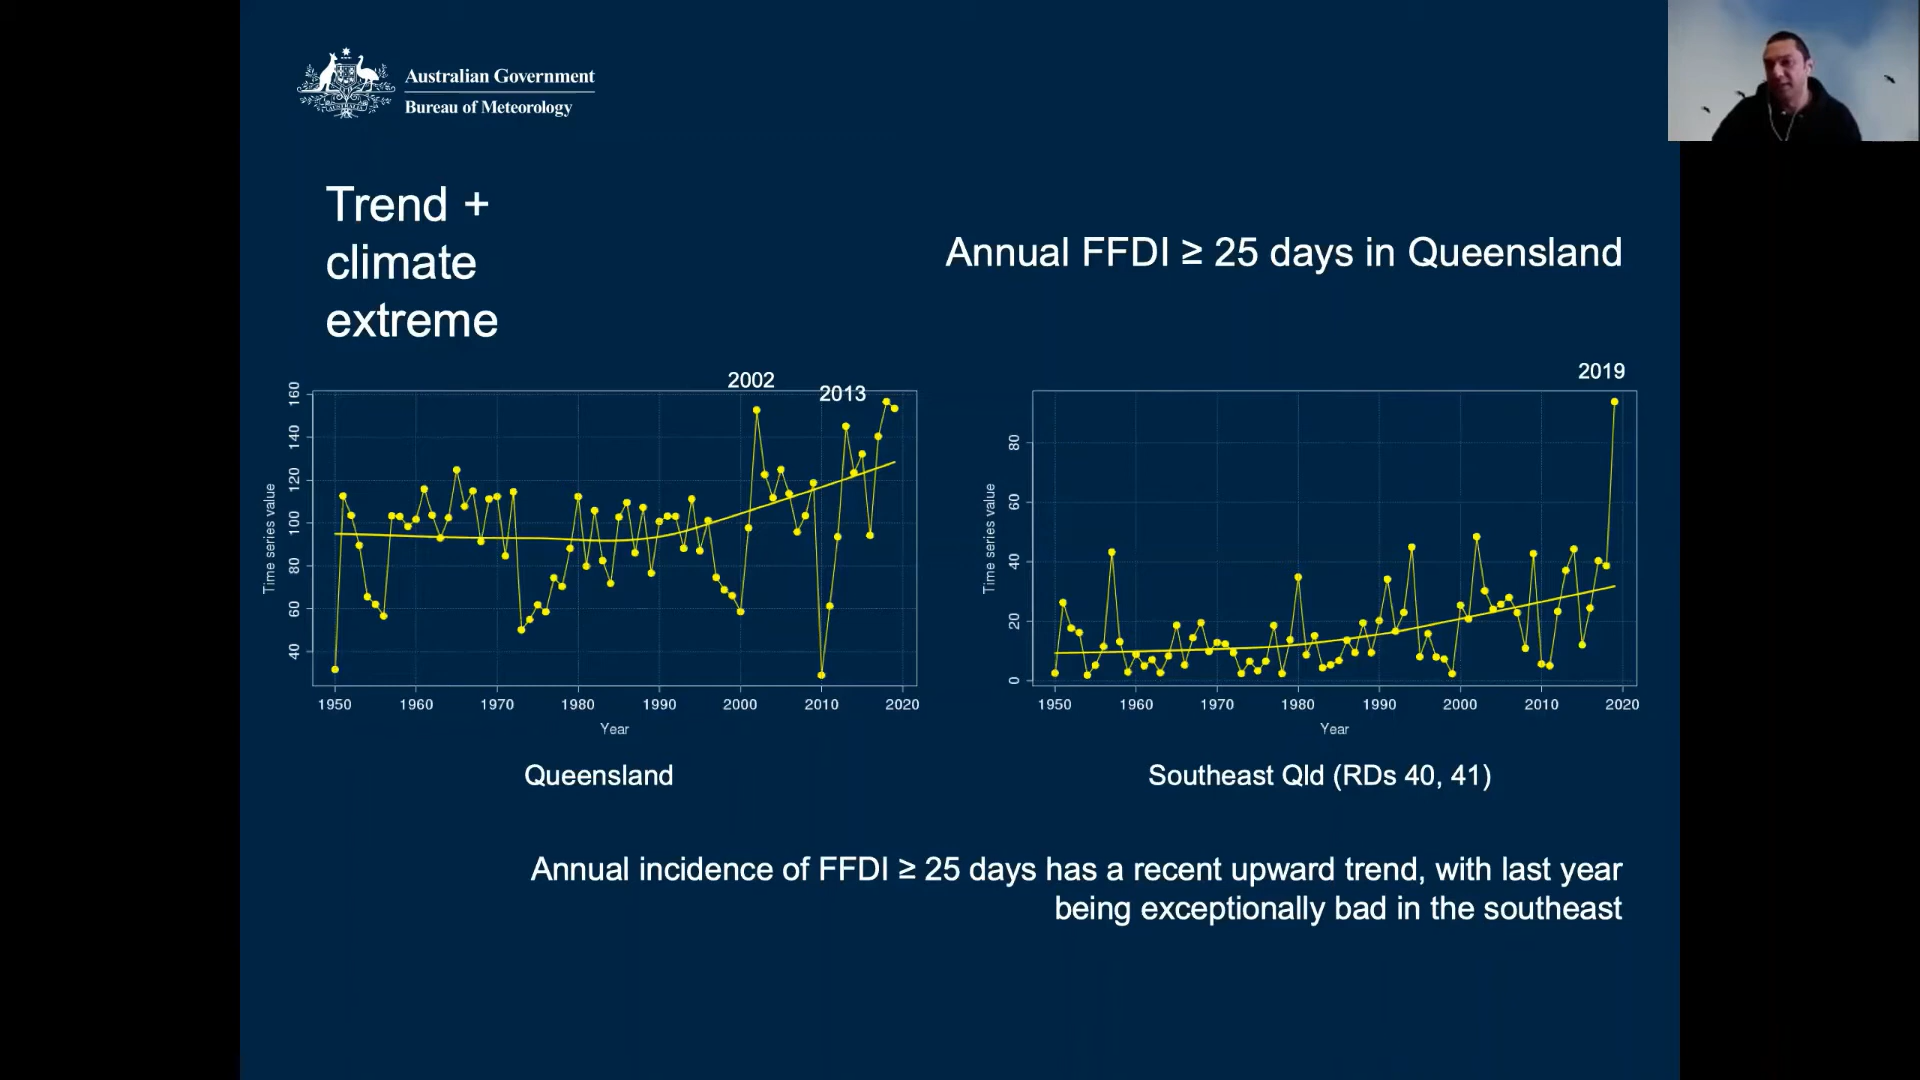 Australian Government
Bureau of Meteorology
Trend +
climate
extreme
Annual FFDI ≥ 25 days in Queensland
2002
2013
160
140
120
100
80
60
40
Time series value
1950 1960 1970 1980 1990 2000 2010 2020
Year
Queensland
2019
80
60
40
20
0
Time series value
1950 1960 1970 1980 1990 2000 2010 2020
Year
Southeast Qld (RDs 40, 41)
Annual incidence of FFDI ≥ 25 days has a recent upward trend, with last year
being exceptionally bad in the southeast